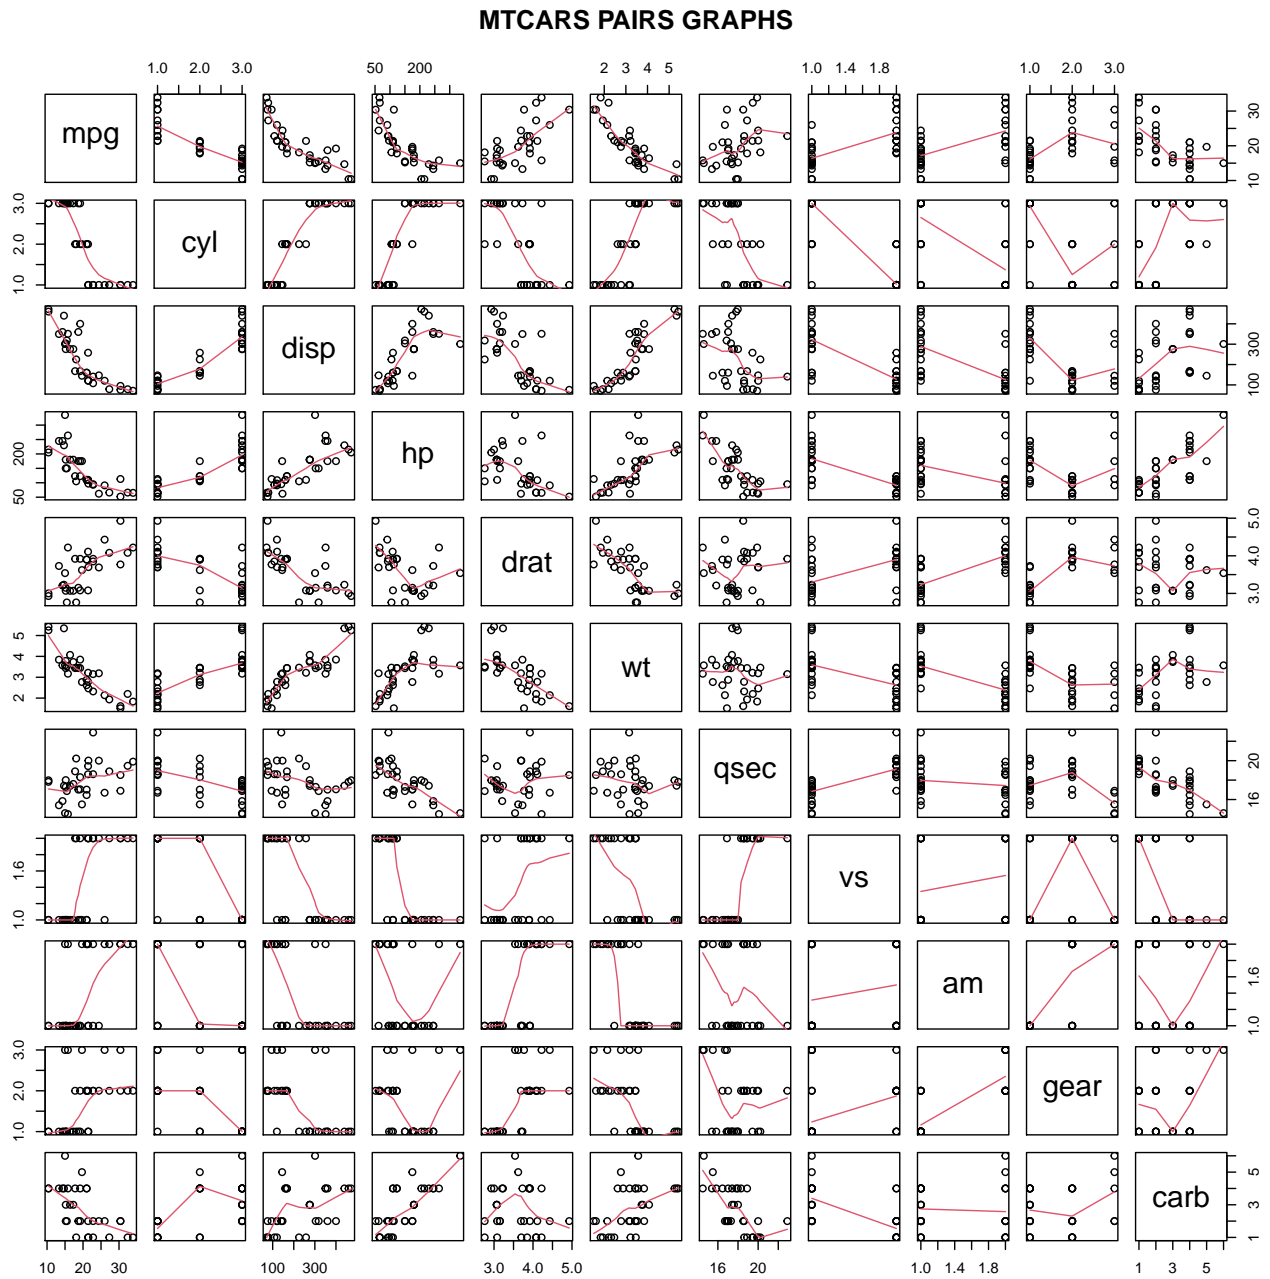 MTCARS PAIRS GRAPHS
1.0 2.0 3.0 50 200 2 3 4 5 1.0 1.4 1.8 1.0 2.0 3.0
mpg
10 20 30
1.0 2.0 3.0
cyl
disp
100 300
50 200
hp
drat
3.0 4.0 5.0
2 3 4 5
wt
qsec
16 20
1.0 1.6
vs
am
1.0 1.6
1.0 2.0 3.0
gear
carb
1 3 5
10 20 30 100 300 3.0 4.0 5.0 16 20 1.0 1.4 1.8 1 3 5